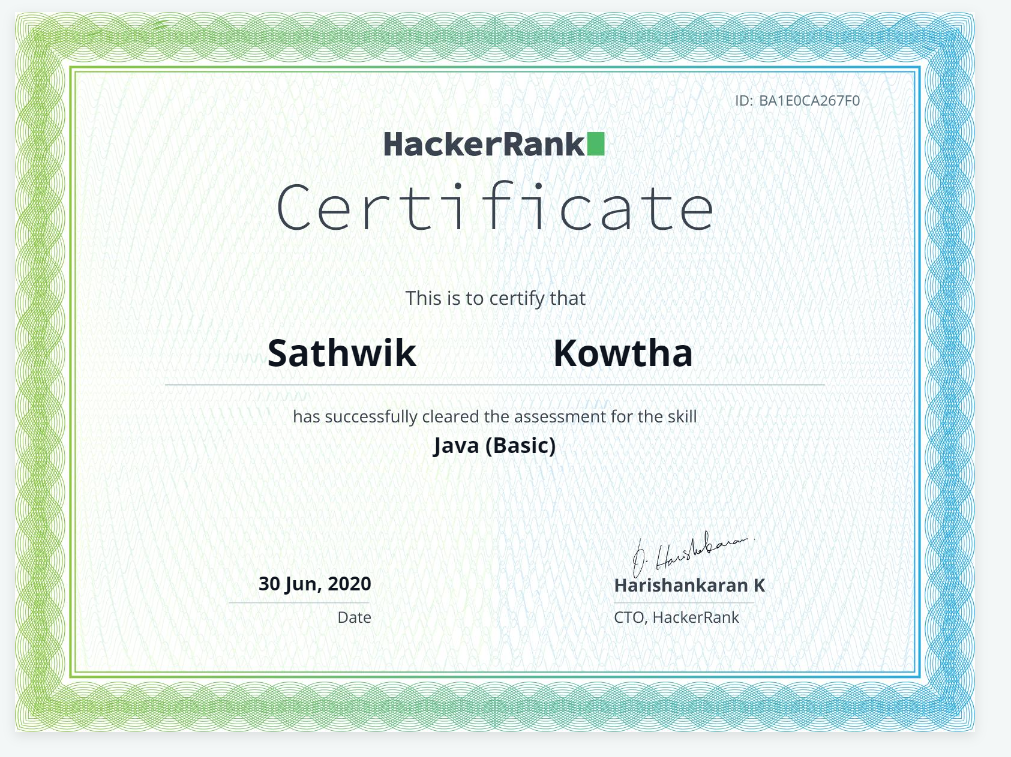 ID: BA1E0CA267F0
HackerRank
Certificate
This is to certify that
Sathwik Kowtha
has successfully cleared the assessment for the skill
Java (Basic)
30 Jun, 2020
Date
Harishankaran K
CTO, HackerRank